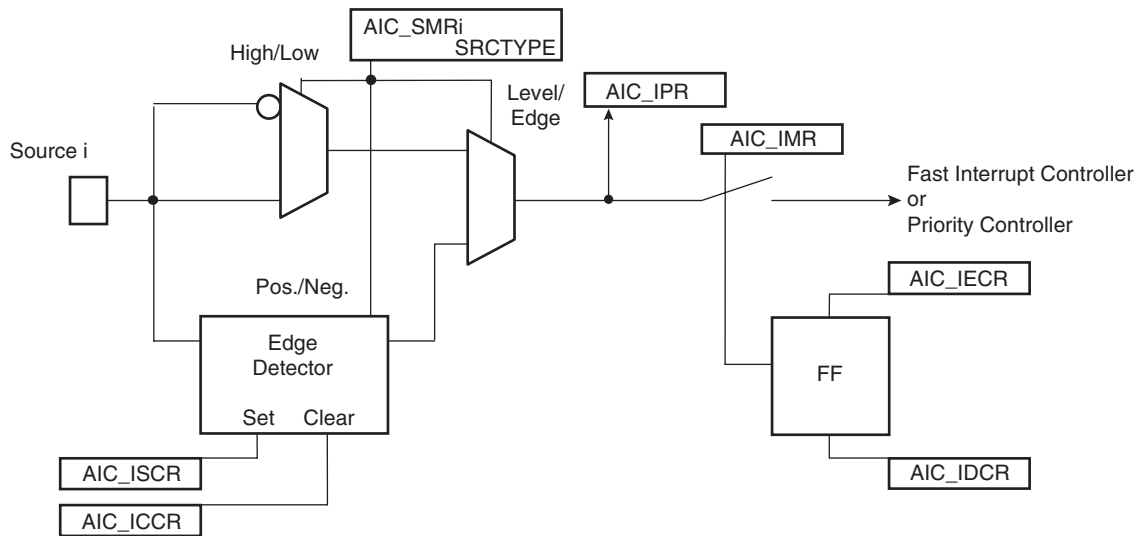 AIC_SMRi
SRCTYPE
High/Low
Level/
Edge
AIC_IPR
AIC_IMR
Source i
Fast Interrupt Controller
or
Priority Controller
Pos./Neg.
AIC_IECR
Edge
Detector
FF
Set Clear
AIC_ISCR
AIC_IDCR
AIC_ICCR